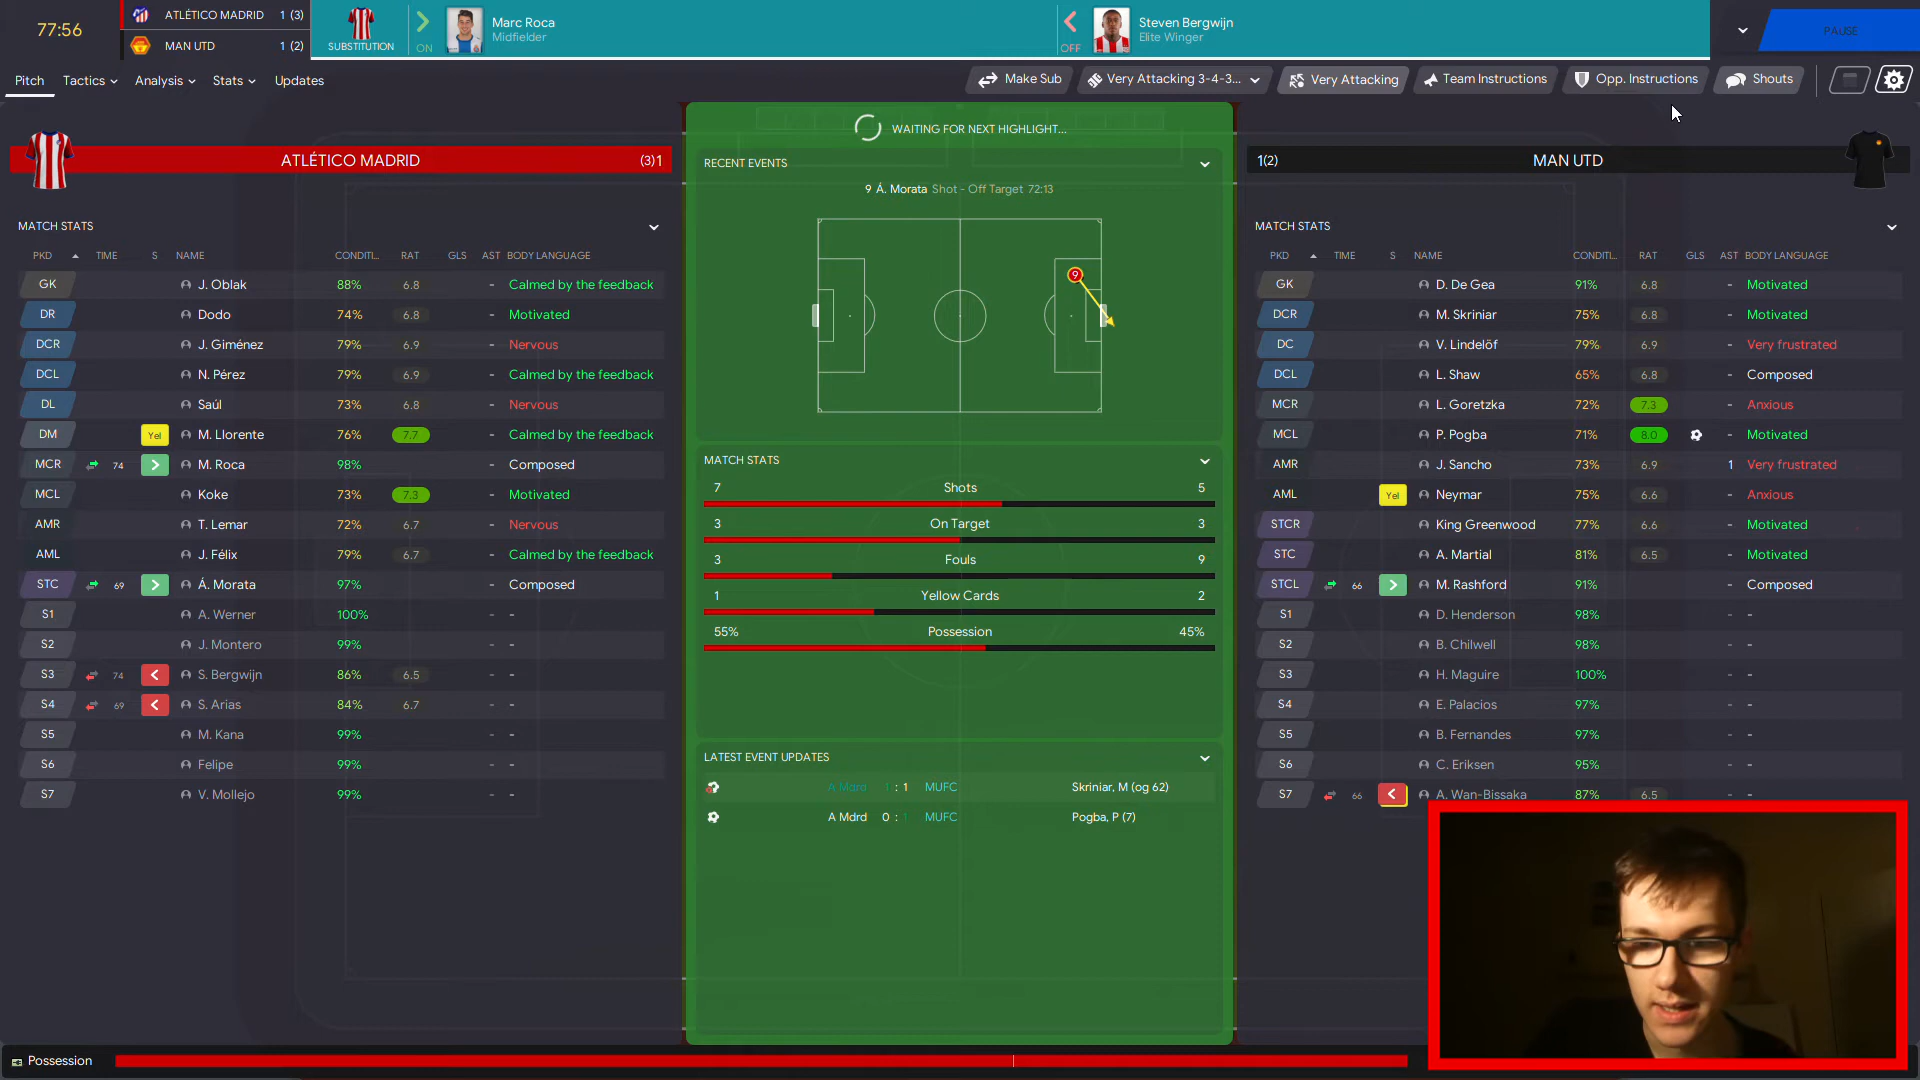 77:56
ATLÉTICO MADRID 1 (3)
MAN UTD 1 (2)
SUBSTITUTION
ON
Marc Roca
Midfielder
OFF
Steven Bergwijn
Elite Winger
PAUSE
Pitch Tactics Analysis Stats Updates
Make Sub Very Attacking 3-4-3... Very Attacking Team Instructions Opp. Instructions Shouts
ATLÉTICO MADRID (3)1
MATCH STATS
PKD TIME S NAME CONDITI... RAT GLS AST BODY LANGUAGE
GK J. Oblak 88% 6.8 - Calmed by the feedback
DR Dodo 74% 6.8 - Motivated
DCR J. Giménez 79% 6.9 - Nervous
DCL N. Pérez 79% 6.9 - Calmed by the feedback
DL Saúl 73% 6.8 - Nervous
DM Yel M. Llorente 76% 7.7 - Calmed by the feedback
MCR 74 M. Roca 98% - Composed
MCL Koke 73% 7.3 - Motivated
AMR T. Lemar 72% 6.7 - Nervous
AML J. Félix 79% 6.7 - Calmed by the feedback
STC 69 Á. Morata 97% - Composed
S1 A. Werner 100% - -
S2 J. Montero 99% - -
S3 74 S. Bergwijn 86% 6.5 - -
S4 69 S. Arias 84% 6.7 - -
S5 M. Kana 99% - -
S6 Felipe 99% - -
S7 V. Mollejo 99% - -
WAITING FOR NEXT HIGHLIGHT...
RECENT EVENTS
9 Á. Morata Shot - Off Target 72:13
9
MATCH STATS
7 Shots 5
3 On Target 3
3 Fouls 9
1 Yellow Cards 2
55% Possession 45%
LATEST EVENT UPDATES
A Mdrd 1 : 1 MUFC Skriniar, M (og 62)
A Mdrd 0 : 1 MUFC Pogba, P (7)
1(2) MAN UTD
MATCH STATS
PKD TIME S NAME CONDITI... RAT GLS AST BODY LANGUAGE
GK D. De Gea 91% 6.8 - Motivated
DCR M. Skriniar 75% 6.8 - Motivated
DC V. Lindelöf 79% 6.9 - Very frustrated
DCL L. Shaw 65% 6.8 - Composed
MCR L. Goretzka 72% 7.3 - Anxious
MCL P. Pogba 71% 8.0 - Motivated
AMR J. Sancho 73% 6.9 1 Very frustrated
AML Yel Neymar 75% 6.6 - Anxious
STCR King Greenwood 77% 6.6 - Motivated
STC A. Martial 81% 6.5 - Motivated
STCL 66 M. Rashford 91% - Composed
S1 D. Henderson 98% - -
S2 B. Chilwell 98% - -
S3 H. Maguire 100% - -
S4 E. Palacios 97% - -
S5 B. Fernandes 97% - -
S6 C. Eriksen 95% - -
S7 66 A. Wan-Bissaka 87% 6.5 - -
Possession